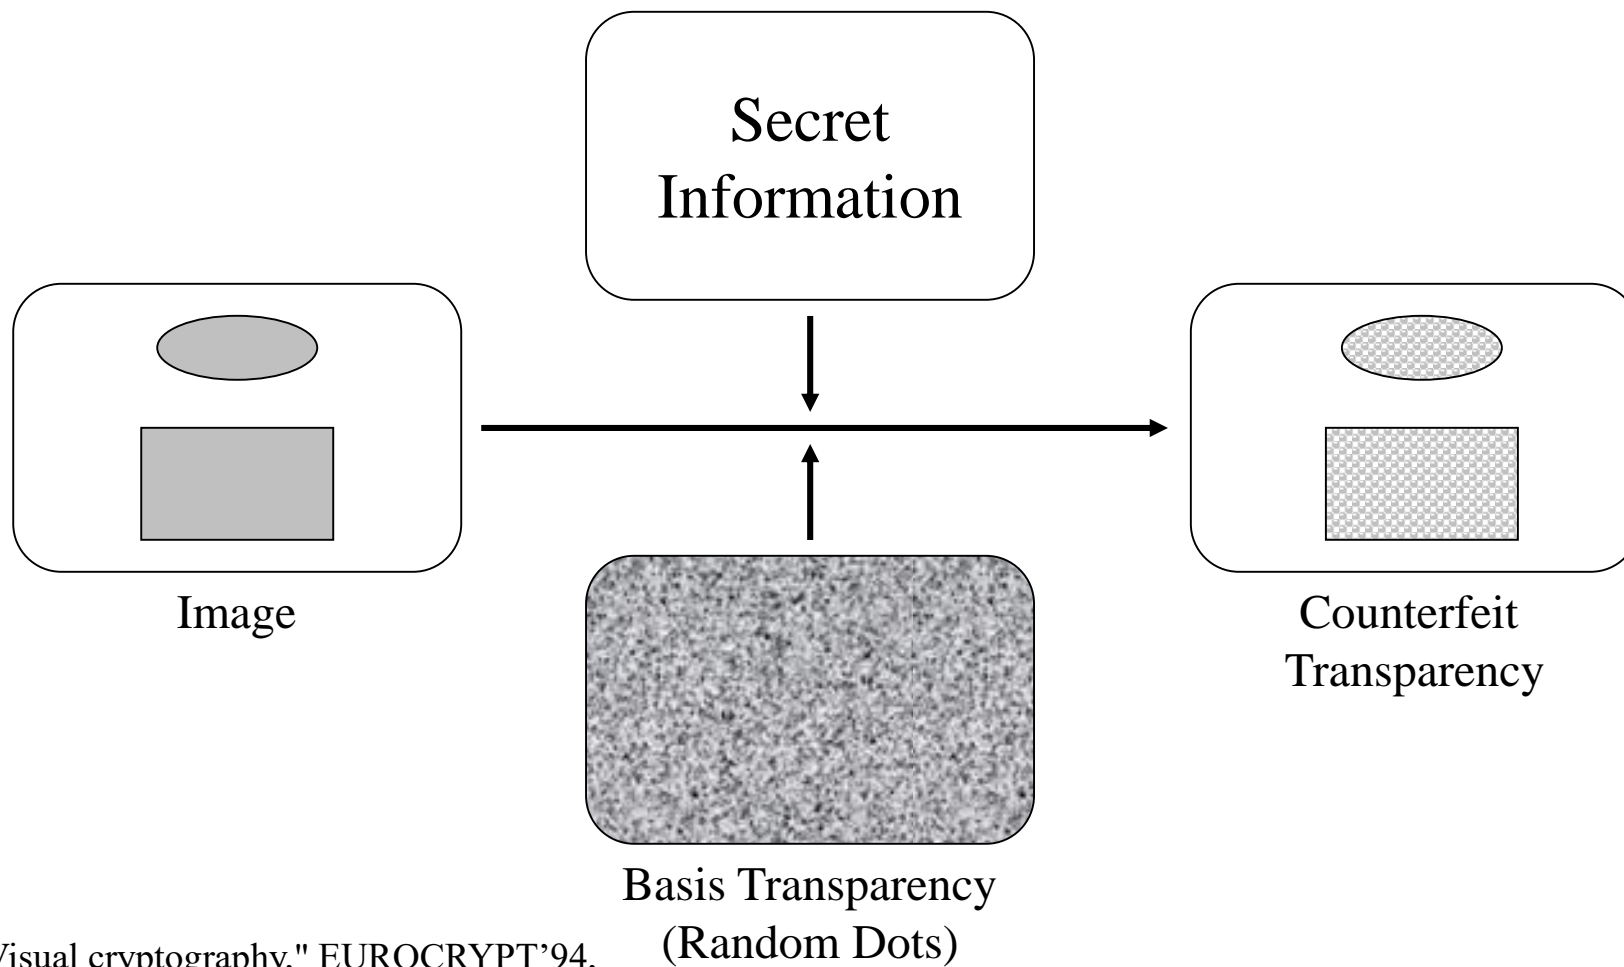 Secret
Information
Image
Counterfeit
Transparency
Basis Transparency
(Random Dots)
Visual cryptography," EUROCRYPT’94,